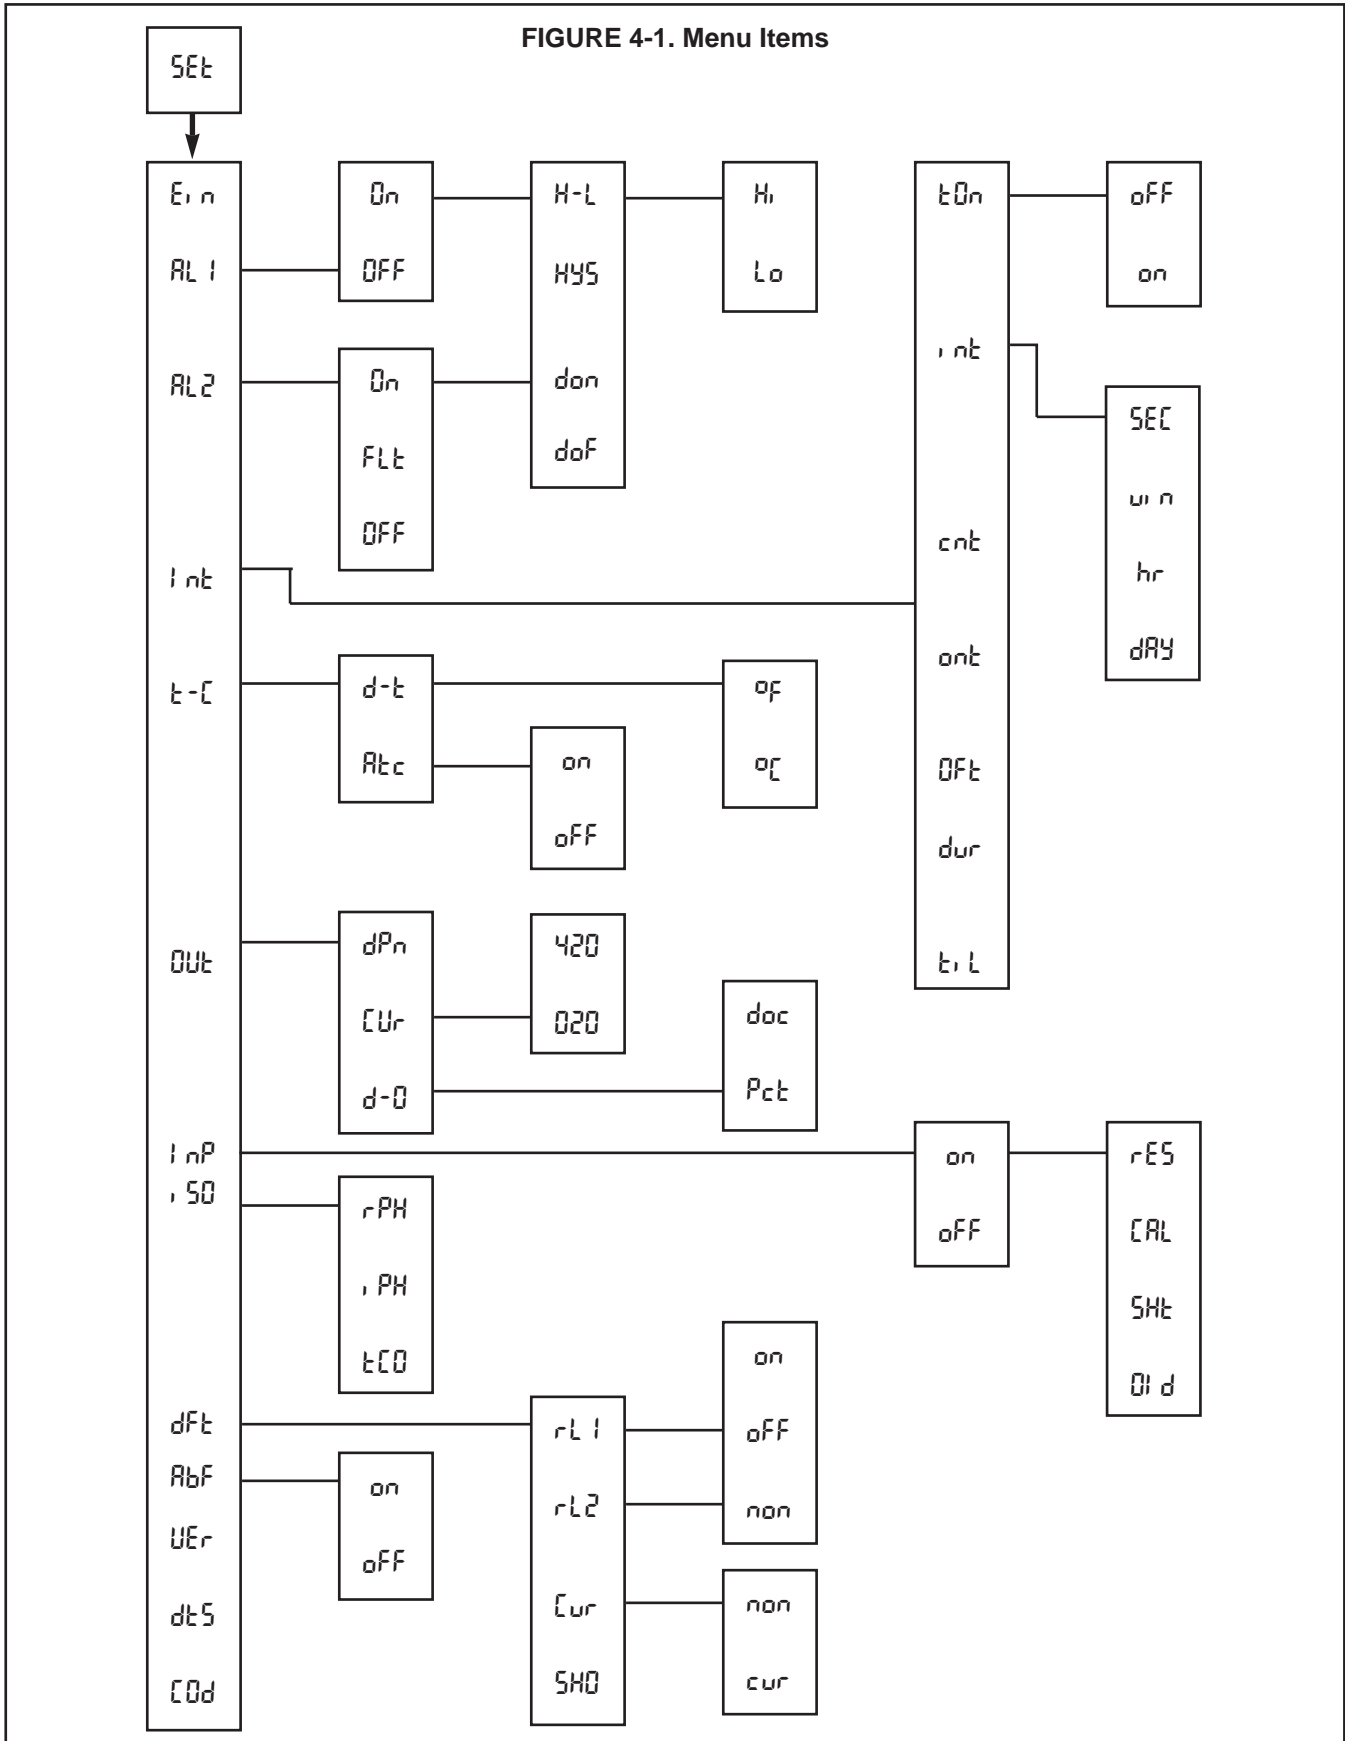 FIGURE 4-1. Menu Items
SEt
Ein
AL1
AL2
Int
t-C
OUt
InP
iSO
dFt
AbF
UEr
dtS
COd
On
OFF
On
FLt
OFF
H-L
HYS
don
doF
Hi
Lo
tOn
int
cnt
ont
OFt
dur
tiL
oFF
on
SEC
uin
hr
dAY
d-t
Atc
on
oFF
oF
oC
dPn
CUr
d-O
420
020
doc
Pct
on
oFF
rES
CAL
SHt
OId
rPH
iPH
tCO
rL1
rL2
Cur
SHO
on
oFF
non
non
cur
on
oFF